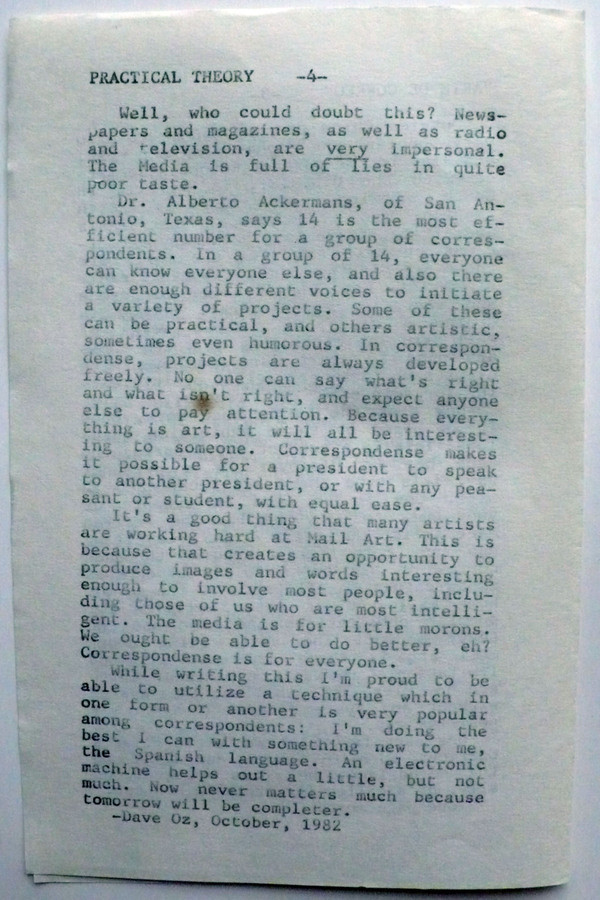 PRACTICAL THEORY -4-
Well, who could doubt this? News-
papers and magazines, as well as radio
and television, are very impersonal.
The Media is full of lies in quite
poor taste.
Dr. Alberto Ackermans, of San An-
tonio, Texas, says 14 is the most ef-
ficient number for a group of corres-
pondents. In a group of 14, everyone
can know everyone else, and also there
are enough different voices to initiate
a variety of projects. Some of these
can be practical, and others artistic,
sometimes even humorous. In correspon-
dense, projects are always developed
freely. No one can say what's right
and what isn't right, and expect anyone
else to pay attention. Because every-
thing is art, it will all be interest-
ing to someone. Correspondense makes
it possible for a president to speak
to another president, or with any pea-
sant or student, with equal ease.
It's a good thing that many artists
are working hard at Mail Art. This is
because that creates an opportunity to
produce images and words interesting
enough to involve most people, inclu-
ding those of us who are most intelli-
gent. The media is for little morons.
We ought be able to do better, eh?
Correspondense is for everyone.
While writing this I'm proud to be
able to utilize a technique which in
one form or another is very popular
among correspondents: I'm doing the
best I can with something new to me,
the Spanish language. An electronic
machine helps out a little, but not
much. Now never matters much because
tomorrow will be completer.
-Dave Oz, October, 1982